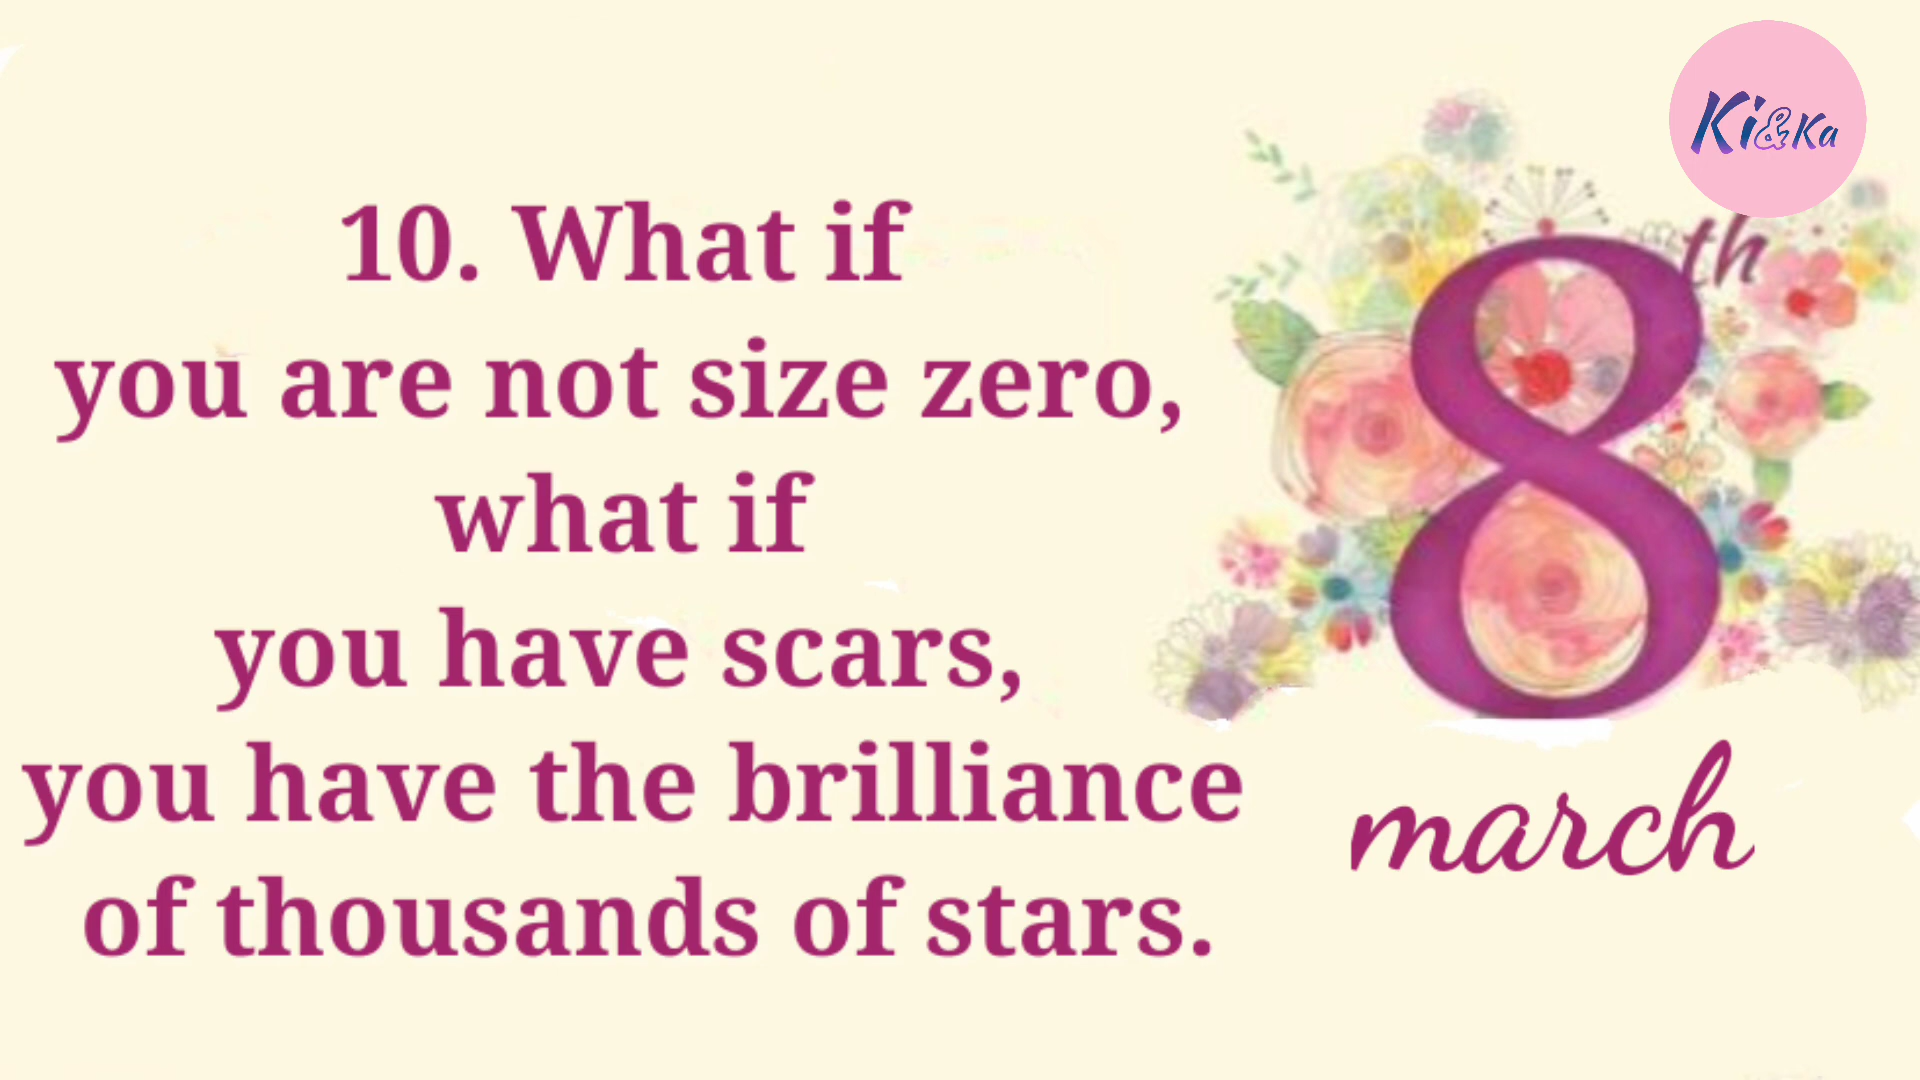 10. What if
you are not size zero,
what if
you have scars,
you have the brilliance
of thousands of stars.
Ki&Ka
8th
march